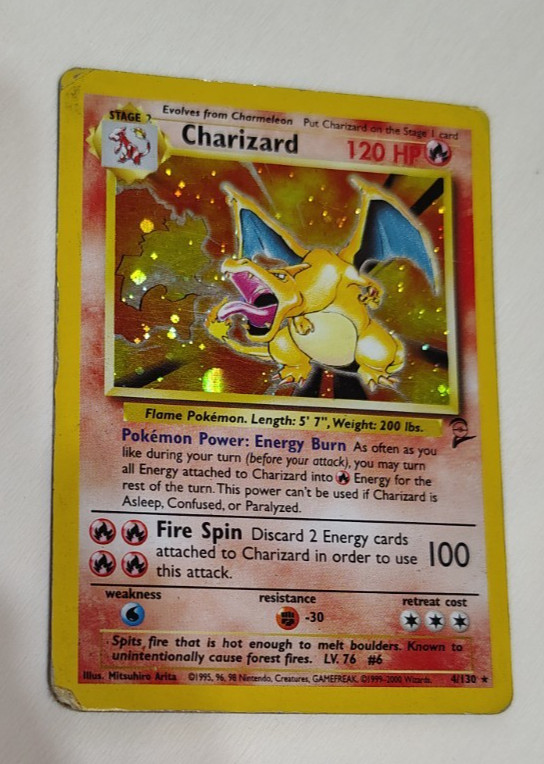 STAGE 2
Evolves from Charmeleon Put Charizard on the Stage 1 card
Charizard 120 HP
Flame Pokémon. Length: 5' 7", Weight: 200 lbs.
Pokémon Power: Energy Burn As often as you
like during your turn (before your attack), you may turn
all Energy attached to Charizard into Energy for the
rest of the turn. This power can't be used if Charizard is
Asleep, Confused, or Paralyzed.
Fire Spin Discard 2 Energy cards
attached to Charizard in order to use 100
this attack.
weakness resistance retreat cost
-30
Spits fire that is hot enough to melt boulders. Known to
unintentionally cause forest fires. LV. 76 #6
Illus. Mitsuhiro Arita ©1995, 96, 98 Nintendo, Creatures, GAMEFREAK. ©1999-2000 Wizards. 4/130 ★